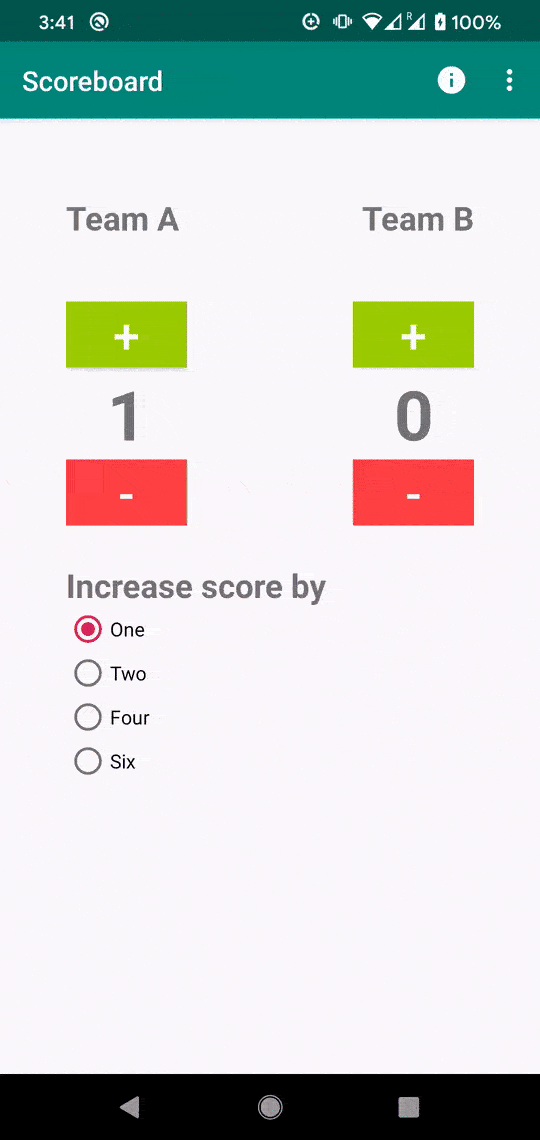 3:41 R 100%
Scoreboard
Team A Team B
+ +
1 0
- -
Increase score by
One
Two
Four
Six